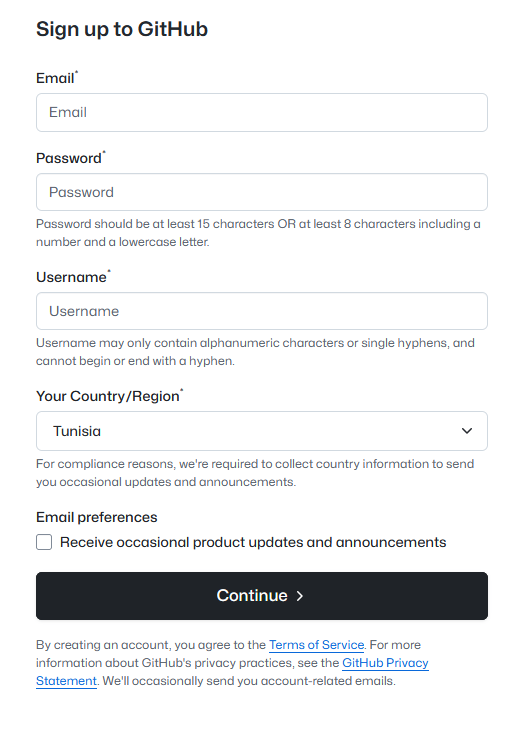 Sign up to GitHub
Email*
Email
Password*
Password
Password should be at least 15 characters OR at least 8 characters including a
number and a lowercase letter.
Username*
Username
Username may only contain alphanumeric characters or single hyphens, and
cannot begin or end with a hyphen.
Your Country/Region*
Tunisia
For compliance reasons, we're required to collect country information to send
you occasional updates and announcements.
Email preferences
Receive occasional product updates and announcements
Continue
By creating an account, you agree to the Terms of Service. For more
information about GitHub's privacy practices, see the GitHub Privacy
Statement. We'll occasionally send you account-related emails.